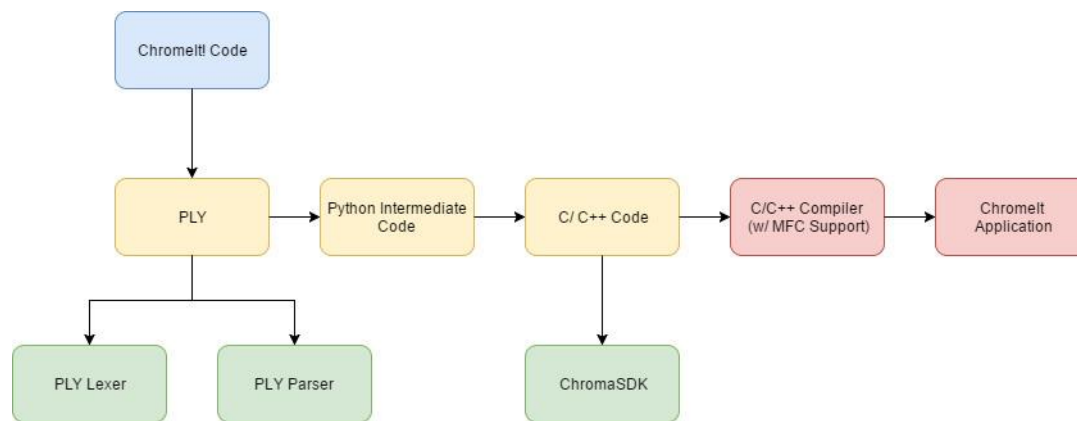 ChromeIt! Code
PLY
Python Intermediate
Code
C/ C++ Code
C/C++ Compiler
(w/ MFC Support)
ChromeIt
Application
PLY Lexer
PLY Parser
ChromaSDK